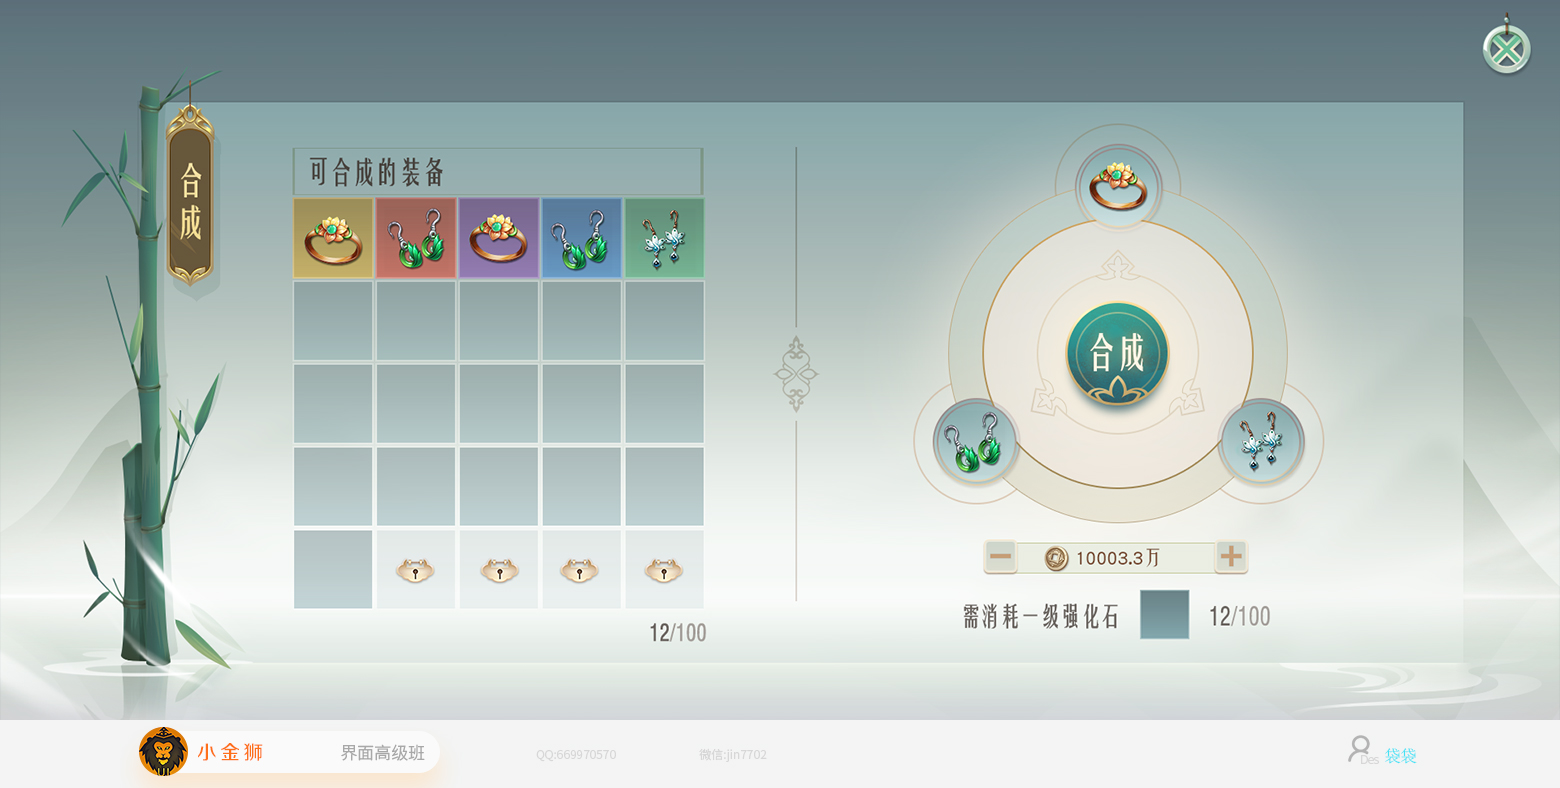 合成
可合成的装备
12/100
合成
10003.3万
需消耗一级强化石
12/100
小金狮
界面高级班
QQ:669970570
微信:jin7702
Des 袋袋